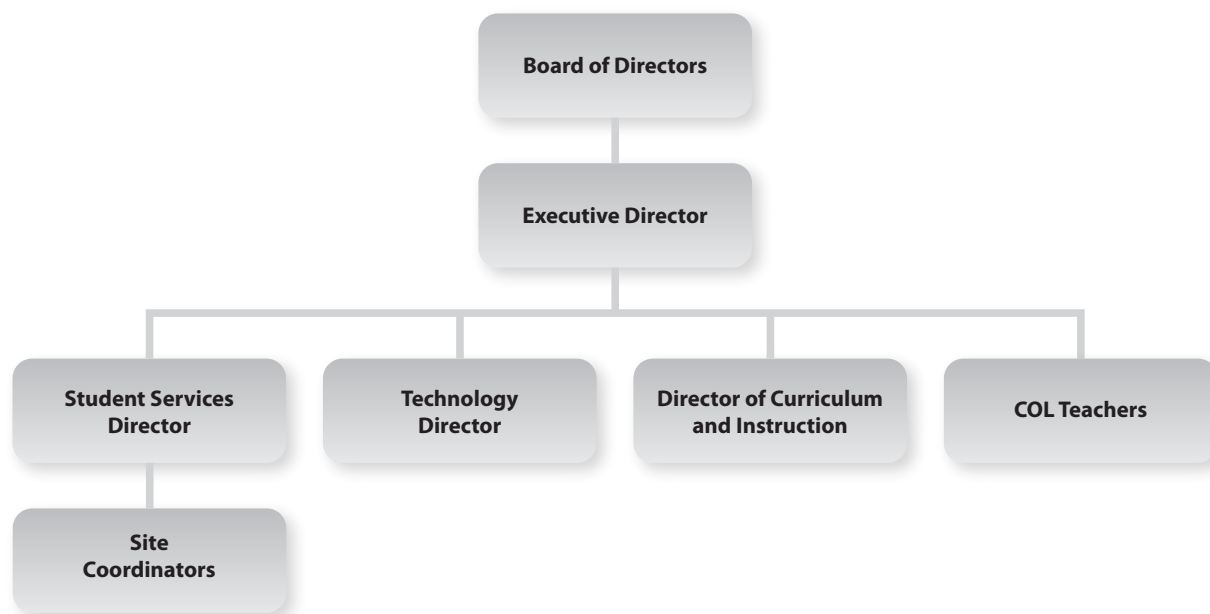 Board of Directors
Executive Director
Student Services
Director
Technology
Director
Director of Curriculum
and Instruction
COL Teachers
Site
Coordinators